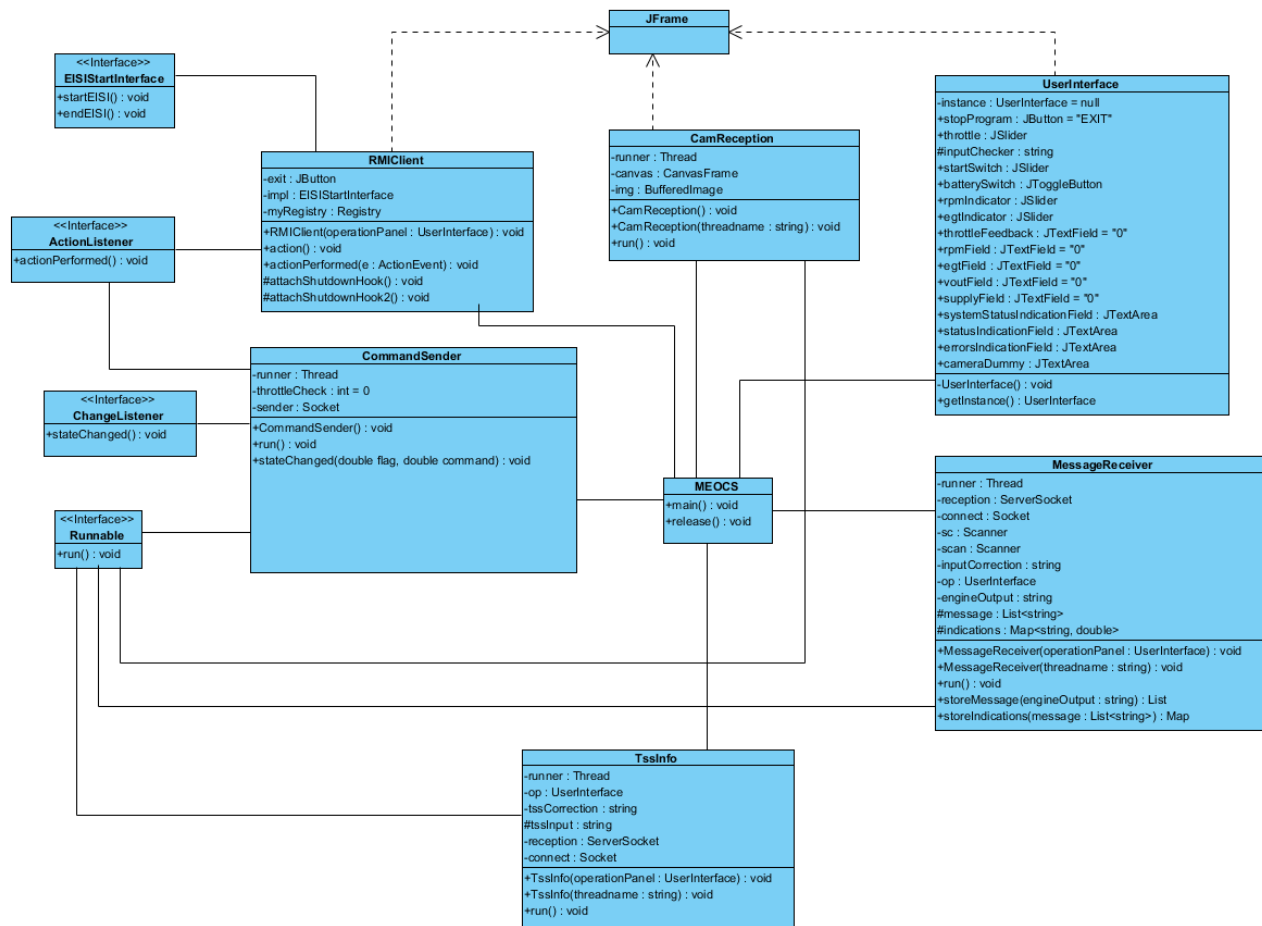 JFrame
<<Interface>>
EISIStartInterface
+startEISI() : void
+endEISI() : void
UserInterface
-instance : UserInterface = null
+stopProgram : JButton = "EXIT"
+throttle : JSlider
#inputChecker : string
+startSwitch : JSlider
+batterySwitch : JToggleButton
+rpmIndicator : JSlider
+egtIndicator : JSlider
+throttleFeedback : JTextField = "0"
+rpmField : JTextField = "0"
+egtField : JTextField = "0"
+voutField : JTextField = "0"
+supplyField : JTextField = "0"
+systemStatusIndicationField : JTextArea
+statusIndicationField : JTextArea
+errorsIndicationField : JTextArea
+cameraDummy : JTextArea
-UserInterface() : void
+getInstance() : UserInterface
CamReception
-runner : Thread
-canvas : CanvasFrame
-img : BufferedImage
+CamReception() : void
+CamReception(threadname : string) : void
+run() : void
RMIClient
-exit : JButton
-impl : EISIStartInterface
-myRegistry : Registry
+RMIClient(operationPanel : UserInterface) : void
+action() : void
+actionPerformed(e : ActionEvent) : void
#attachShutdownHook() : void
#attachShutdownHook2() : void
<<Interface>>
ActionListener
+actionPerformed() : void
CommandSender
-runner : Thread
-throttleCheck : int = 0
-sender : Socket
+CommandSender() : void
+run() : void
+stateChanged(double flag, double command) : void
<<Interface>>
ChangeListener
+stateChanged() : void
MessageReceiver
-runner : Thread
-reception : ServerSocket
-connect : Socket
-sc : Scanner
-scan : Scanner
-inputCorrection : string
-op : UserInterface
-engineOutput : string
#message : List<string>
#indications : Map<string, double>
+MessageReceiver(operationPanel : UserInterface) : void
+MessageReceiver(threadname : string) : void
+run() : void
+storeMessage(engineOutput : string) : List
+storeIndications(message : List<string>) : Map
MEOCS
+main() : void
+release() : void
<<Interface>>
Runnable
+run() : void
TssInfo
-runner : Thread
-op : UserInterface
-tssCorrection : string
#tssInput : string
-reception : ServerSocket
-connect : Socket
+TssInfo(operationPanel : UserInterface) : void
+TssInfo(threadname : string) : void
+run() : void